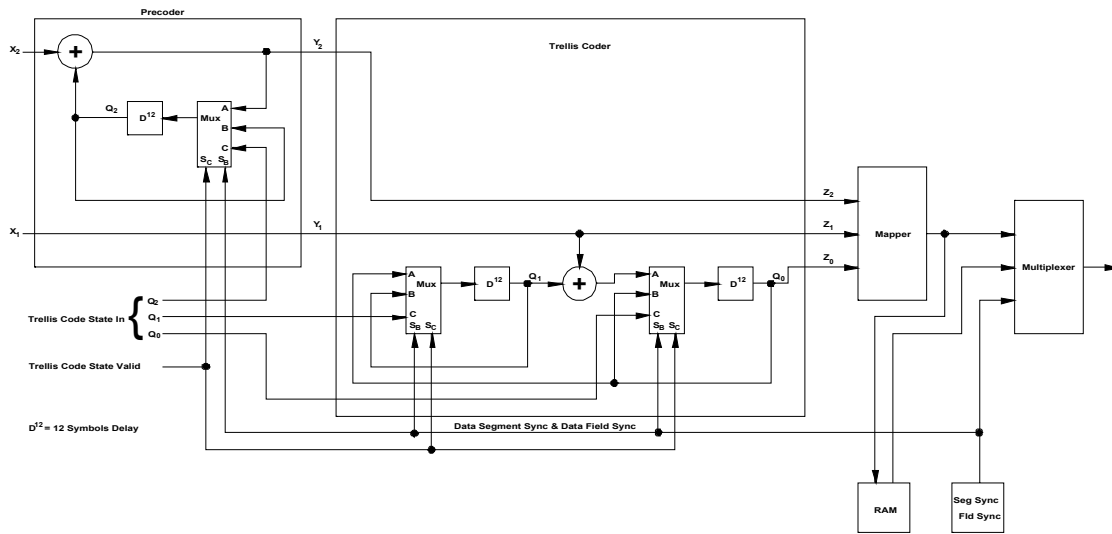 Precoder
X2
+
Y2
Trellis Coder
Q2
D12
Mux
A
B
C
SC SB
X1
Y1
Z2
Z1
Z0
Mapper
Multiplexer
A
B
C
Mux
SB SC
D12
Q1
+
A
B
C
Mux
SB SC
D12
Q0
Trellis Code State In {
Q2
Q1
Q0
Trellis Code State Valid
D12 = 12 Symbols Delay
Data Segment Sync & Data Field Sync
RAM
Seg Sync
Fld Sync